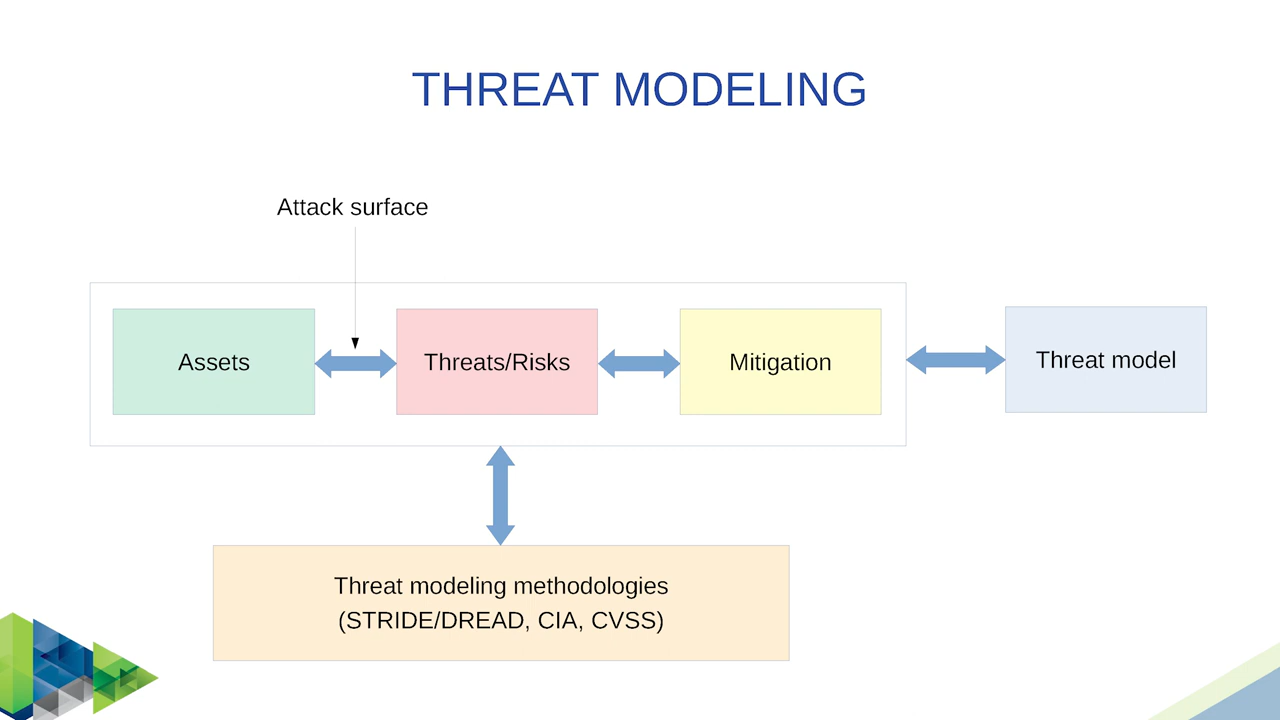 THREAT MODELING
Attack surface
Assets
Threats/Risks
Mitigation
Threat model
Threat modeling methodologies
(STRIDE/DREAD, CIA, CVSS)